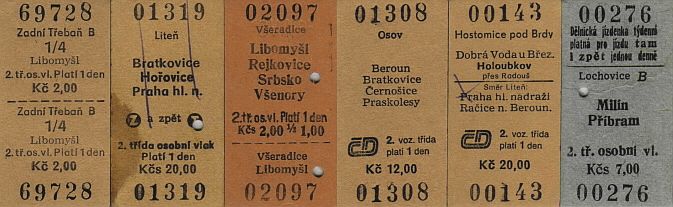 69728
Zadní Třebaň B
1/4
Libomyšl
2.tř.os.vl.Platí 1 den
Kč 2,00
Zadní Třebaň B
1/4
Libomyšl
2.tř.os.vl.Platí 1 den
Kč 2,00
69728
01319
Liteň
Bratkovice
Hořovice
Praha hl. n.
a zpět
2. třída osobní vlak
Platí 1 den
Kč 20,00
01319
02097
Všeradice
Libomyšl
Rejkovice
Srbsko
Všenory
2.tř.os.vl. Platí 1 den
Kčs 2,00 ½ 1,00
Všeradice
Libomyšl
02097
01308
Osov
Beroun
Bratkovice
Černošice
Praskolesy
ČD 2. voz. třída
platí 1 den
Kč 12,00
01308
00143
Hostomice pod Brdy
Dobrá Voda u Břez.
Holoubkov
přes Radouš
Směr Liteň:
Praha hl. nádraží
Račice n. Beroun.
ČD 2. voz. třída
platí 1 den
Kč 20,00
00143
00276
Dělnická jízdenka týdenní
platná pro jízdu tam
i zpět jednou denně
Lochovice B
Milín
Příbram
2. tř. osobní vl.
Kčs 7,00
00276